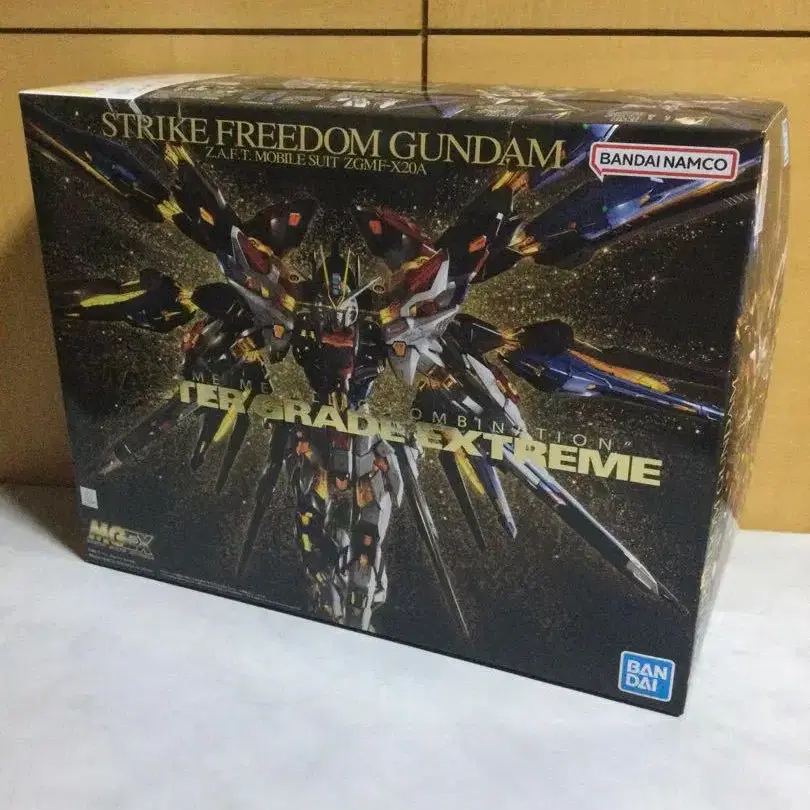 STRIKE FREEDOM GUNDAM
Z.A.F.T. MOBILE SUIT ZGMF-X20A
BANDAI NAMCO
COMBINATION"
TER GRADE EXTREME
MGEX
BAN
DAI